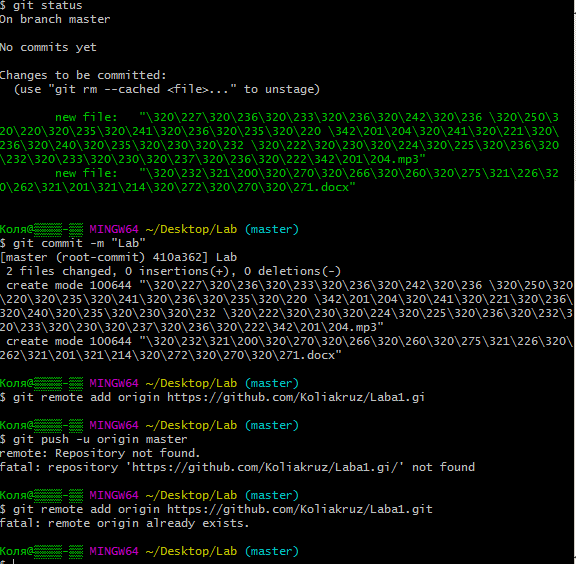 $ git status
On branch master
No commits yet
Changes to be committed:
(use "git rm --cached <file>..." to unstage)
new file:   "\320\227\320\236\320\233\320\236\320\242\320\236 \320\250\3
20\220\320\235\320\241\320\236\320\235\320\220 \342\201\204\320\241\320\221\320\
236\320\240\320\235\320\230\320\232 \320\222\320\230\320\224\320\225\320\236\320
\232\320\233\320\230\320\237\320\236\320\222\342\201\204.mp3"
new file:   "\320\232\321\200\320\270\320\266\320\260\320\275\321\226\32
0\262\321\201\321\214\320\272\320\270\320\271.docx"
Коля@ MINGW64 ~/Desktop/Lab (master)
$ git commit -m "Lab"
[master (root-commit) 410a362] Lab
2 files changed, 0 insertions(+), 0 deletions(-)
create mode 100644 "\320\227\320\236\320\233\320\236\320\242\320\236 \320\250\320
\220\320\235\320\241\320\236\320\235\320\220 \342\201\204\320\241\320\221\320\236\
320\240\320\235\320\230\320\232 \320\222\320\230\320\224\320\225\320\236\320\232\3
20\233\320\230\320\237\320\236\320\222\342\201\204.mp3"
create mode 100644 "\320\232\321\200\320\270\320\266\320\260\320\275\321\226\320\
262\321\201\321\214\320\272\320\270\320\271.docx"
Коля@ MINGW64 ~/Desktop/Lab (master)
$ git remote add origin https://github.com/Koliakruz/Laba1.gi
Коля@ MINGW64 ~/Desktop/Lab (master)
$ git push -u origin master
remote: Repository not found.
fatal: repository 'https://github.com/Koliakruz/Laba1.gi/' not found
Коля@ MINGW64 ~/Desktop/Lab (master)
$ git remote add origin https://github.com/Koliakruz/Laba1.git
fatal: remote origin already exists.
Коля@ MINGW64 ~/Desktop/Lab (master)
$